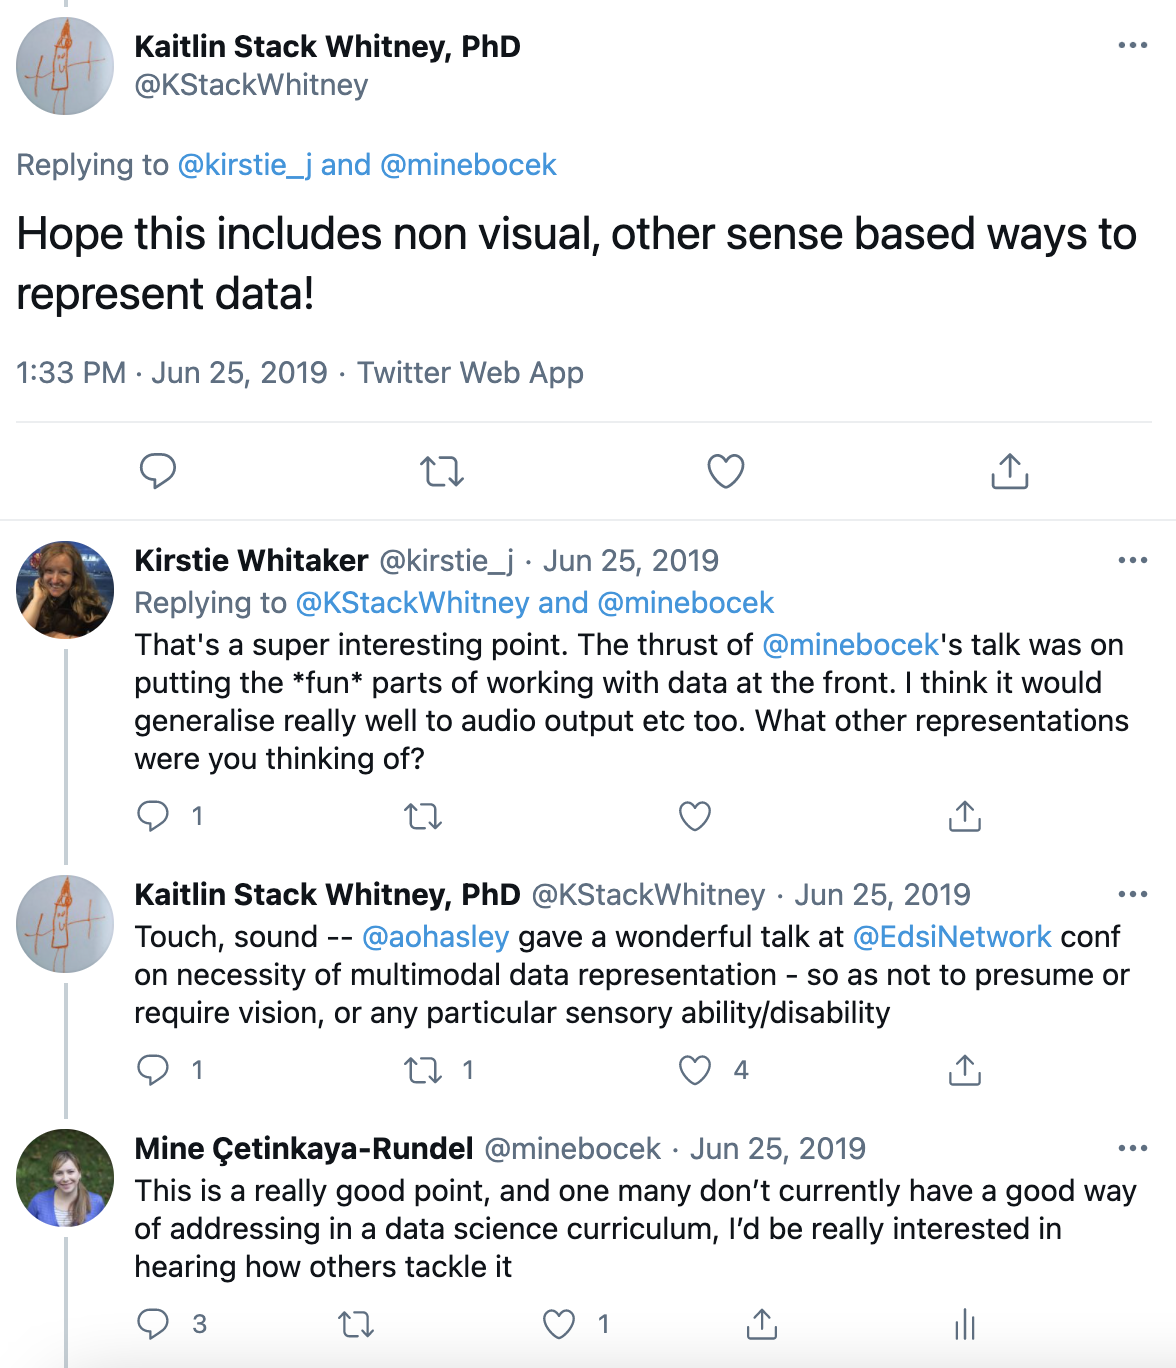 Kaitlin Stack Whitney, PhD
@KStackWhitney
Replying to @kirstie_j and @minebocek
Hope this includes non visual, other sense based ways to
represent data!
1:33 PM · Jun 25, 2019 · Twitter Web App
Kirstie Whitaker @kirstie_j · Jun 25, 2019
Replying to @KStackWhitney and @minebocek
That's a super interesting point. The thrust of @minebocek's talk was on
putting the *fun* parts of working with data at the front. I think it would
generalise really well to audio output etc too. What other representations
were you thinking of?
1
Kaitlin Stack Whitney, PhD @KStackWhitney · Jun 25, 2019
Touch, sound -- @aohasley gave a wonderful talk at @EdsiNetwork conf
on necessity of multimodal data representation - so as not to presume or
require vision, or any particular sensory ability/disability
1 1 4
Mine Çetinkaya-Rundel @minebocek · Jun 25, 2019
This is a really good point, and one many don’t currently have a good way
of addressing in a data science curriculum, I’d be really interested in
hearing how others tackle it
3 1